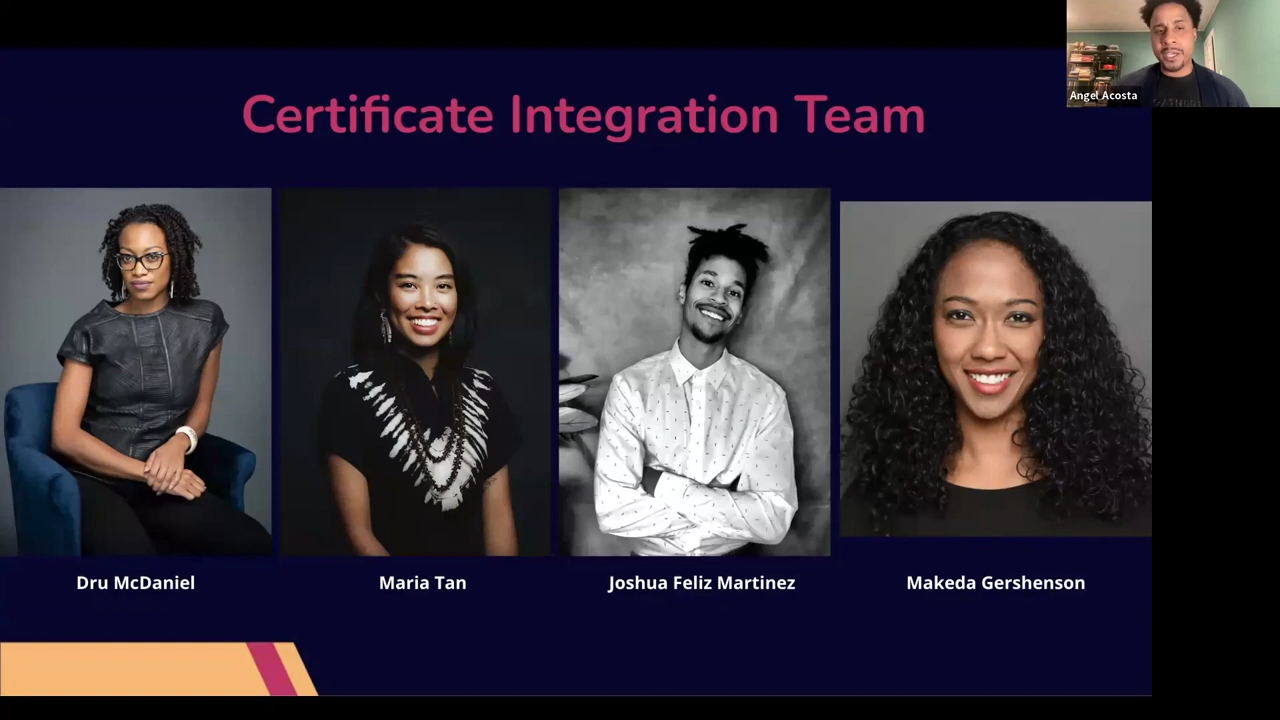 Angel Acosta
Certificate Integration Team
Dru McDaniel
Maria Tan
Joshua Feliz Martinez
Makeda Gershenson